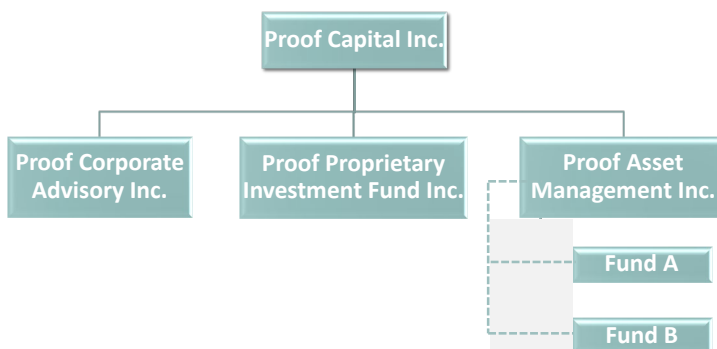 Proof Capital Inc.
Proof Corporate
Advisory Inc.
Proof Proprietary
Investment Fund Inc.
Proof Asset
Management Inc.
Fund A
Fund B